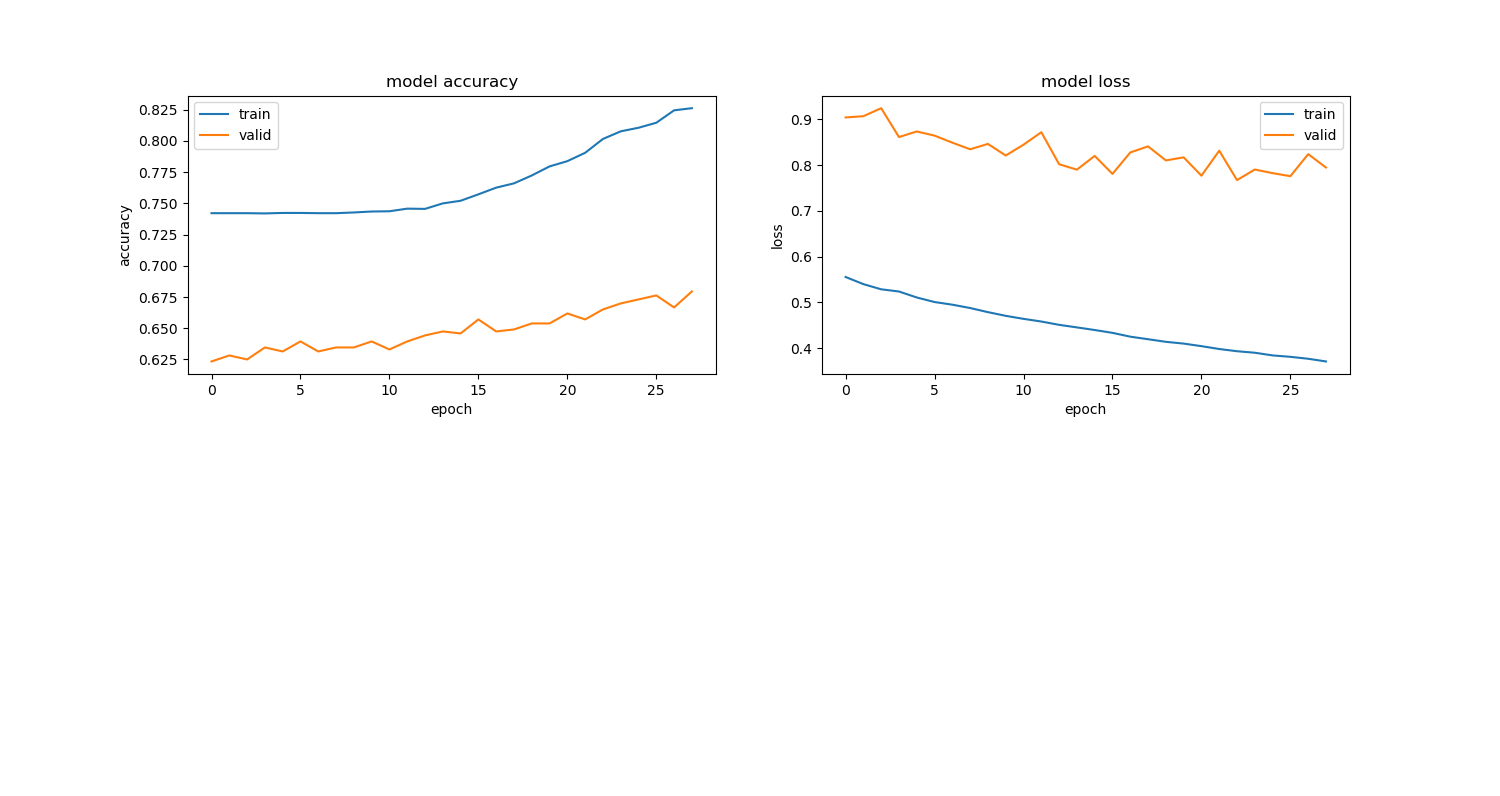 model accuracy
train
valid
0.825
0.800
0.775
0.750
0.725
0.700
0.675
0.650
0.625
accuracy
0 5 10 15 20 25
epoch
model loss
train
valid
0.9
0.8
0.7
0.6
0.5
0.4
loss
0 5 10 15 20 25
epoch